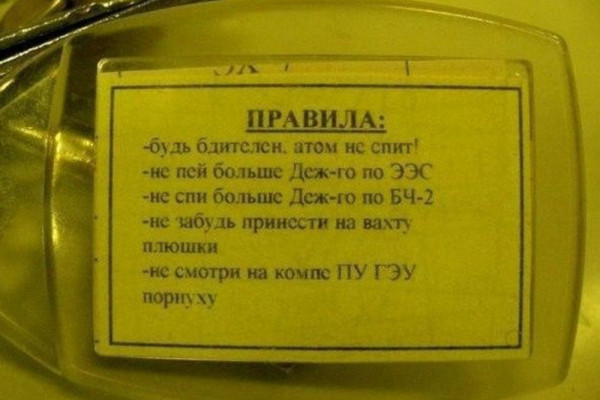 ПРАВИЛА:
-будь бдителен, атом не спит!
-не пей больше Деж-го по ЭЭС
-не спи больше Деж-го по БЧ-2
-не забудь принести на вахту
плюшки
-не смотри на компе ПУ ГЭУ
порнуху